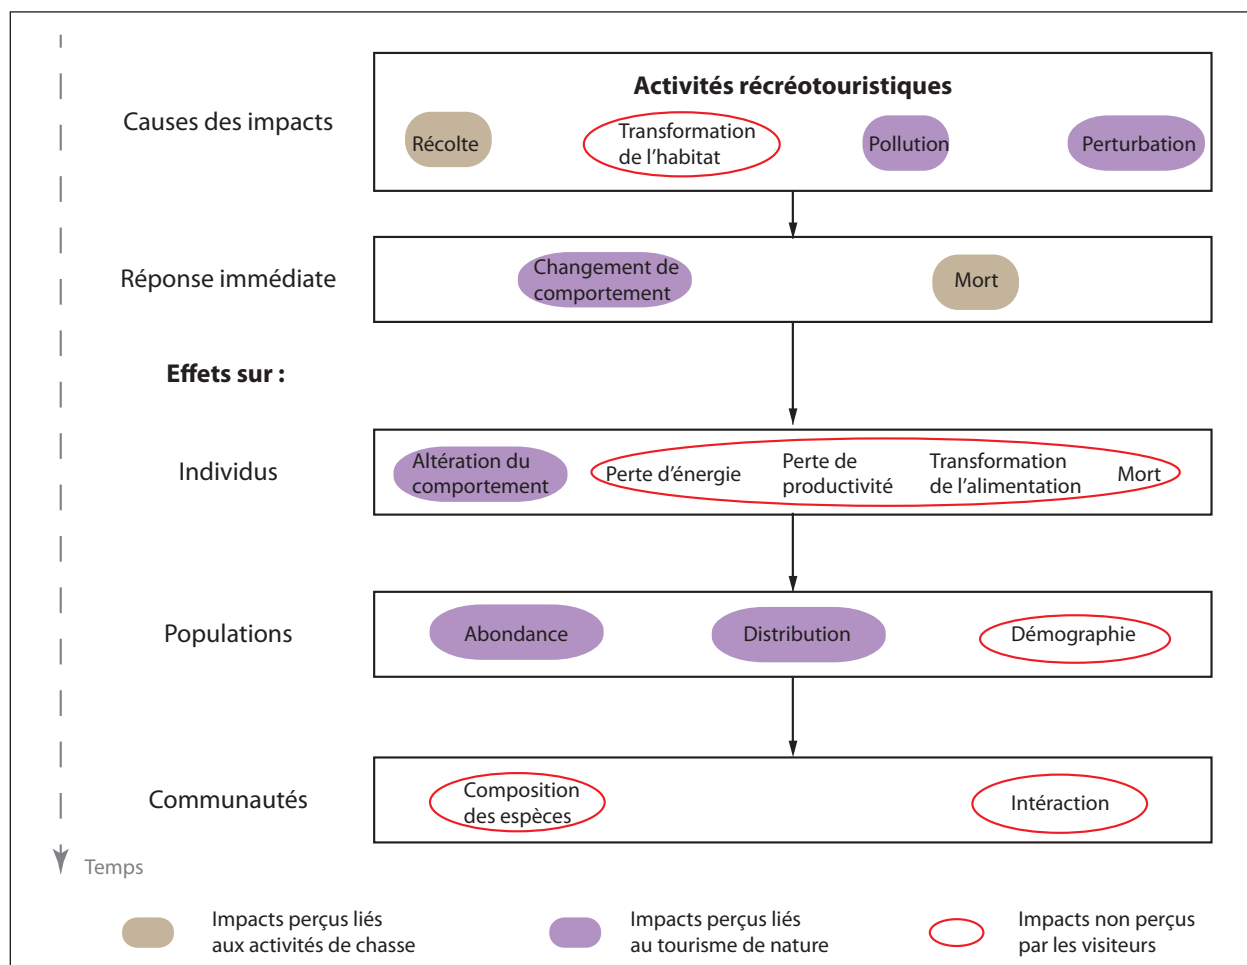 Activités récréotouristiques
Causes des impacts
Récolte
Transformation
de l'habitat
Pollution
Perturbation
Réponse immédiate
Changement de
comportement
Mort
Effets sur :
Individus
Altération du
comportement
Perte d'énergie
Perte de
productivité
Transformation
de l'alimentation
Mort
Populations
Abondance
Distribution
Démographie
Communautés
Composition
des espèces
Intéraction
Temps
Impacts perçus liés
aux activités de chasse
Impacts perçus liés
au tourisme de nature
Impacts non perçus
par les visiteurs